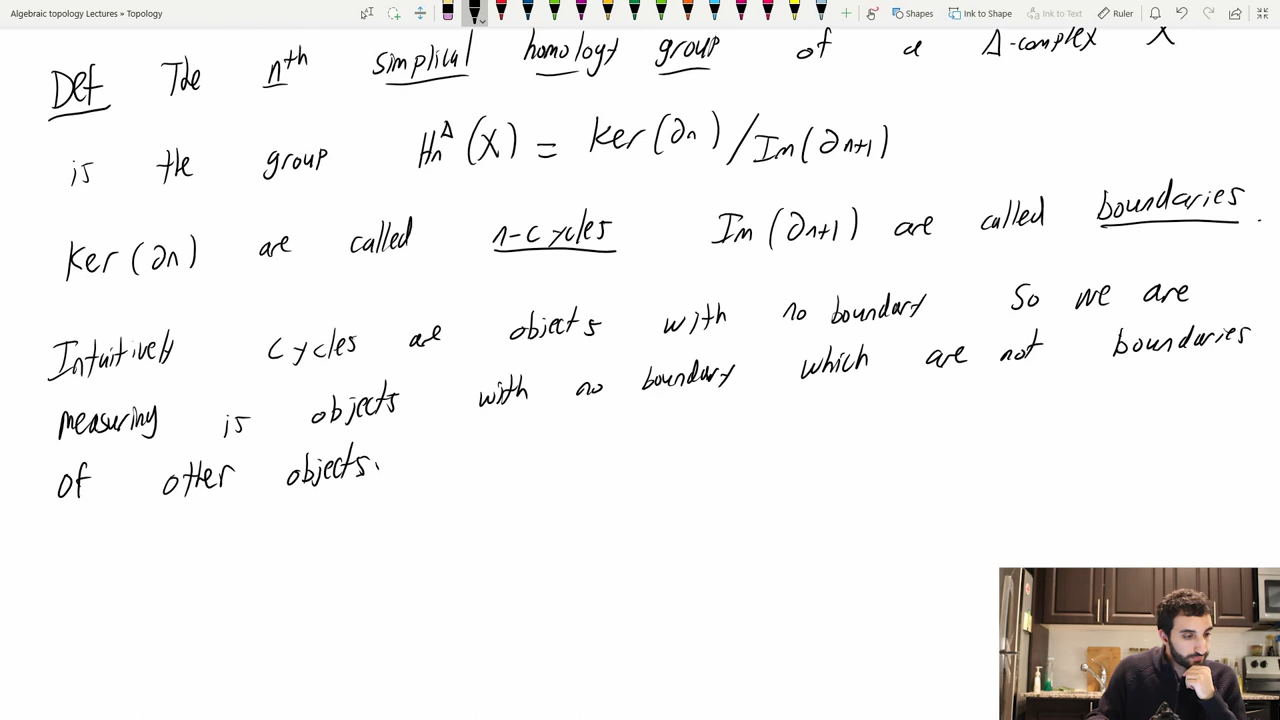 Algebraic topology Lectures » Topology
Shapes Ink to Shape Ink to Text Ruler
Def The nth simplical homology group of a Δ-complex X
is the group HnΔ(X) = Ker(∂n)/Im(∂n+1)
Ker(∂n) are called n-cycles Im(∂n+1) are called boundaries.
Intuitively cycles are objects with no boundary So we are
measuring is objects with no boundary which are not boundaries
of other objects.